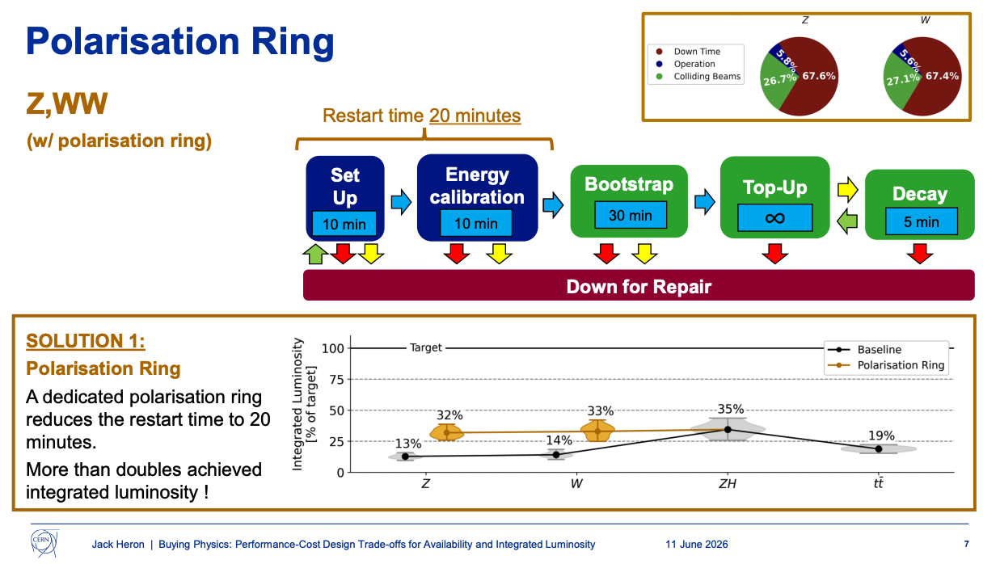 Polarisation Ring
Z,WW
(w/ polarisation ring)
Z
W
Down Time
Operation
Colliding Beams
5.8%
26.7%
67.6%
5.6%
27.1%
67.4%
Restart time 20 minutes
Set
Up
10 min
Energy
calibration
10 min
Bootstrap
30 min
Top-Up
∞
Decay
5 min
Down for Repair
SOLUTION 1:
Polarisation Ring
A dedicated polarisation ring
reduces the restart time to 20
minutes.
More than doubles achieved
integrated luminosity !
Integrated Luminosity
[% of target]
100
75
50
25
0
Target
Baseline
Polarisation Ring
13%
32%
14%
33%
35%
19%
Z
W
ZH
tt̄
CERN
Jack Heron | Buying Physics: Performance-Cost Design Trade-offs for Availability and Integrated Luminosity
11 June 2026
7